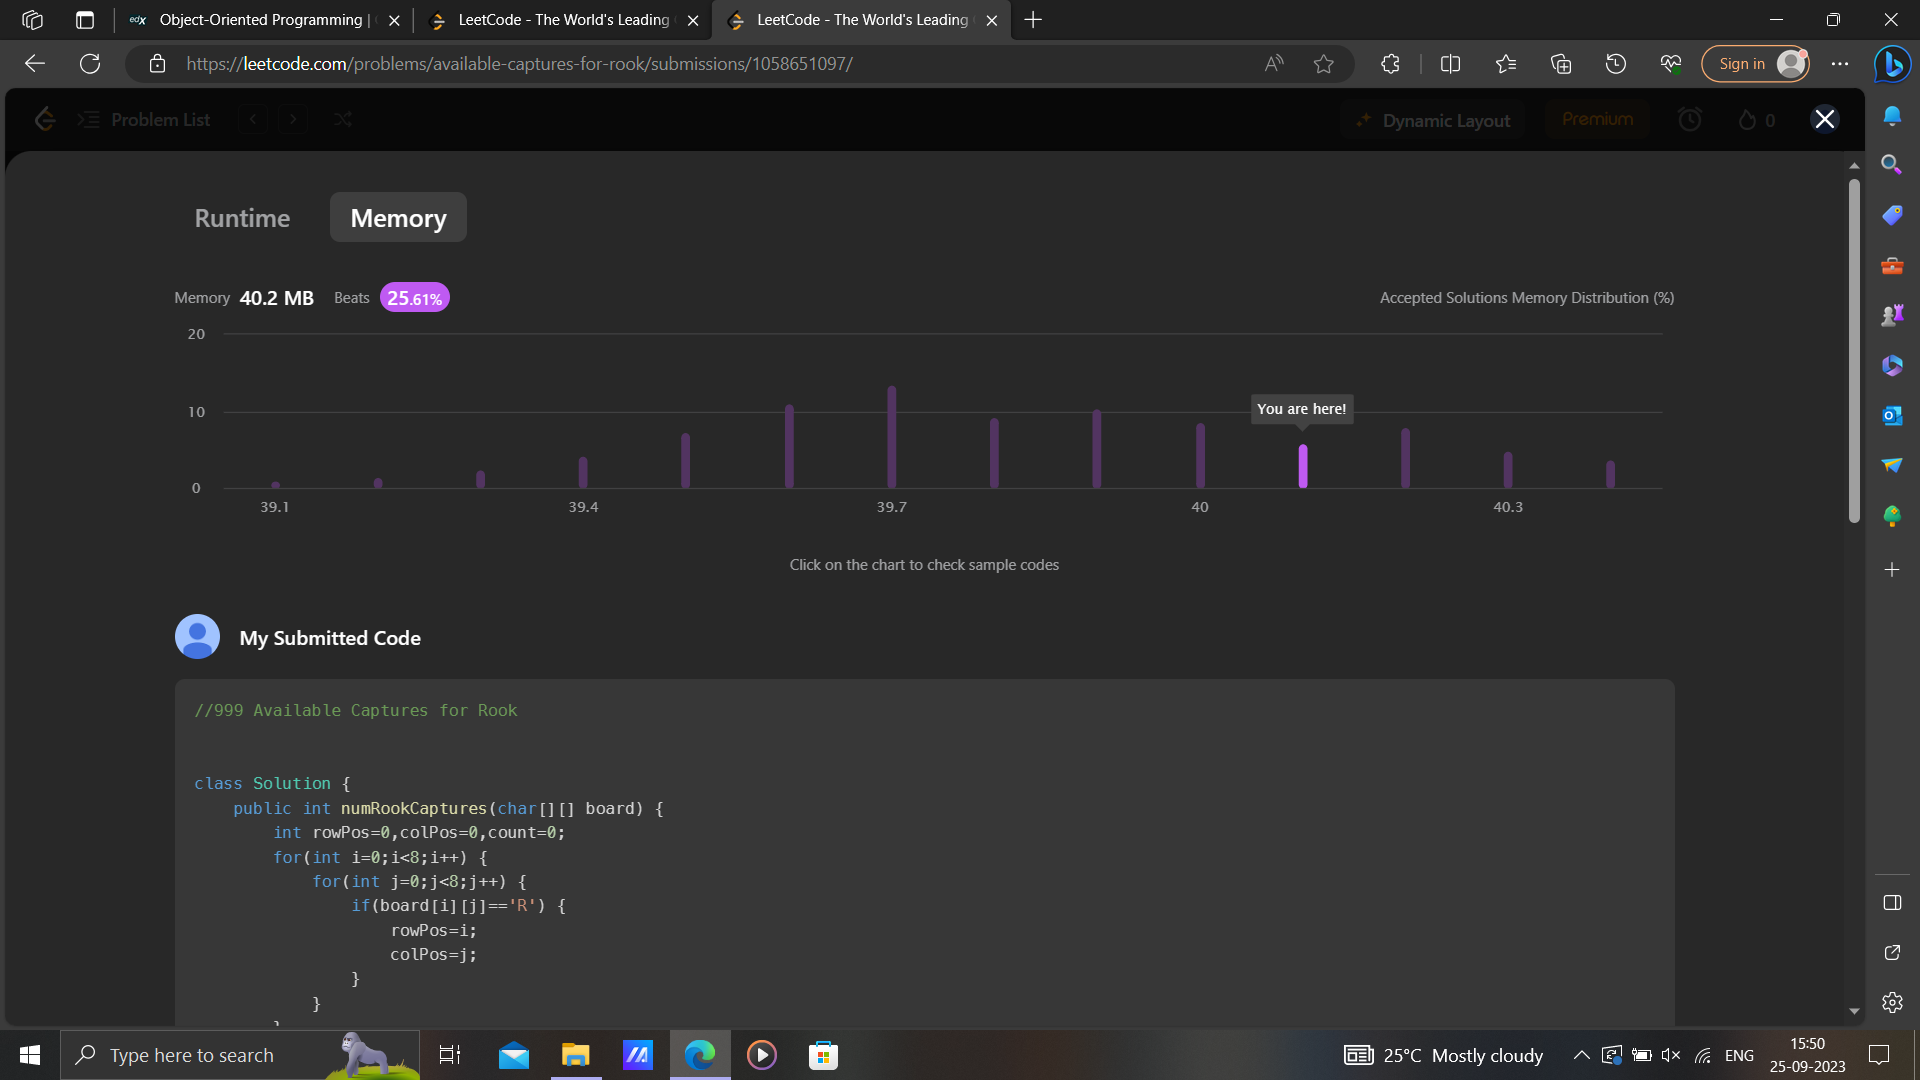 edX Object-Oriented Programming |
LeetCode - The World's Leading
LeetCode - The World's Leading
https://leetcode.com/problems/available-captures-for-rook/submissions/1058651097/
Sign in
Problem List
Dynamic Layout
Premium
0
Runtime
Memory
Memory 40.2 MB Beats 25.61%
Accepted Solutions Memory Distribution (%)
20
10
0
You are here!
39.1 39.4 39.7 40 40.3
Click on the chart to check sample codes
My Submitted Code
//999 Available Captures for Rook
class Solution {
public int numRookCaptures(char[][] board) {
int rowPos=0,colPos=0,count=0;
for(int i=0;i<8;i++) {
for(int j=0;j<8;j++) {
if(board[i][j]=='R') {
rowPos=i;
colPos=j;
}
}
Type here to search
25°C Mostly cloudy
ENG
15:50
25-09-2023